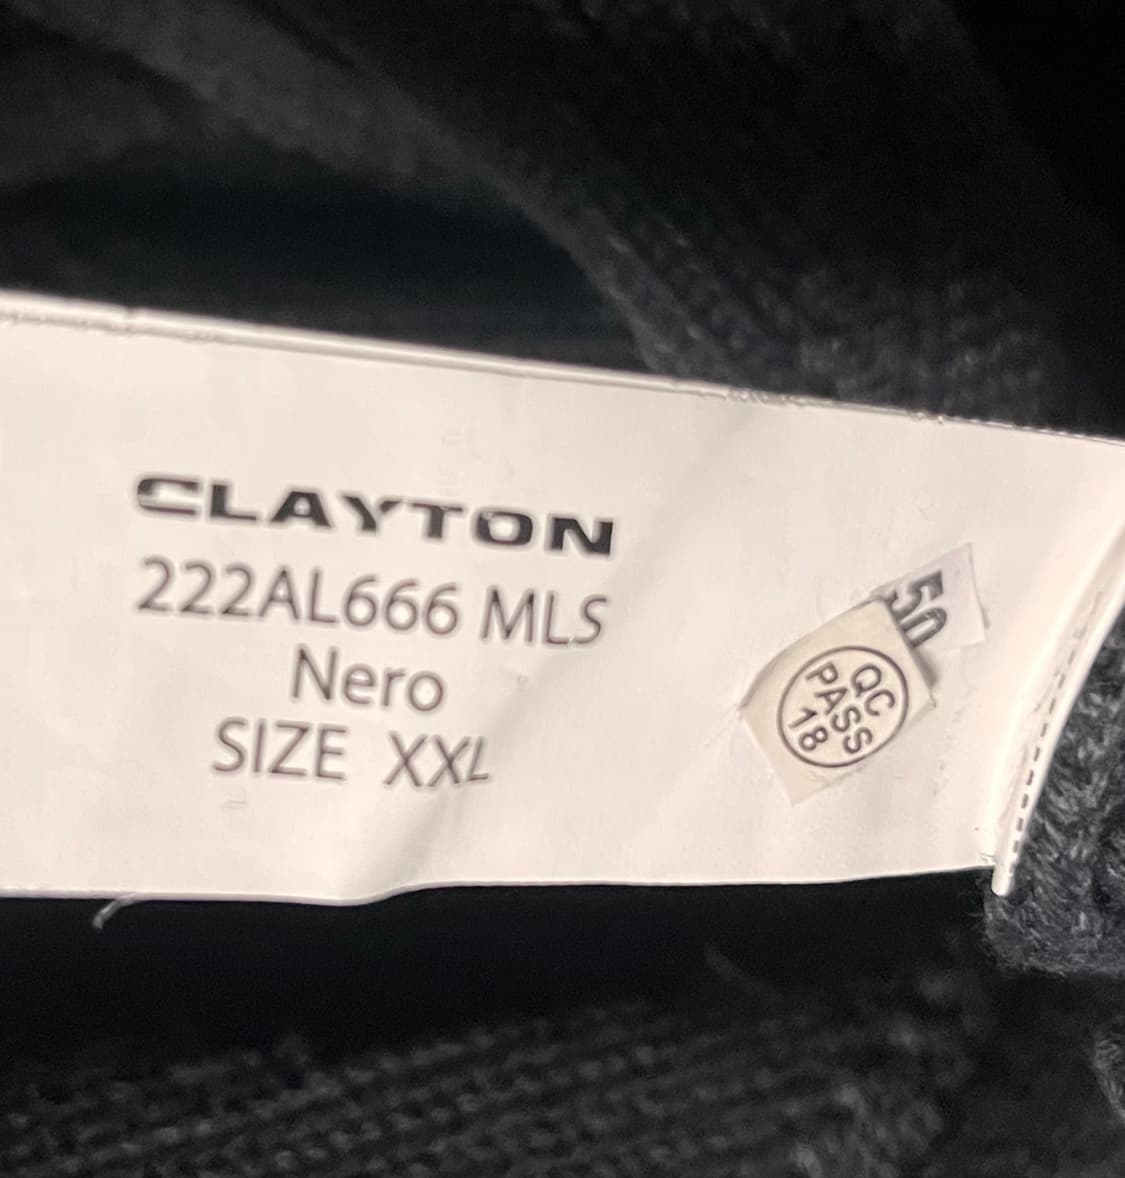 CLAYTON
222AL666 MLS
Nero
SIZE XXL
50
QC
PASS
18